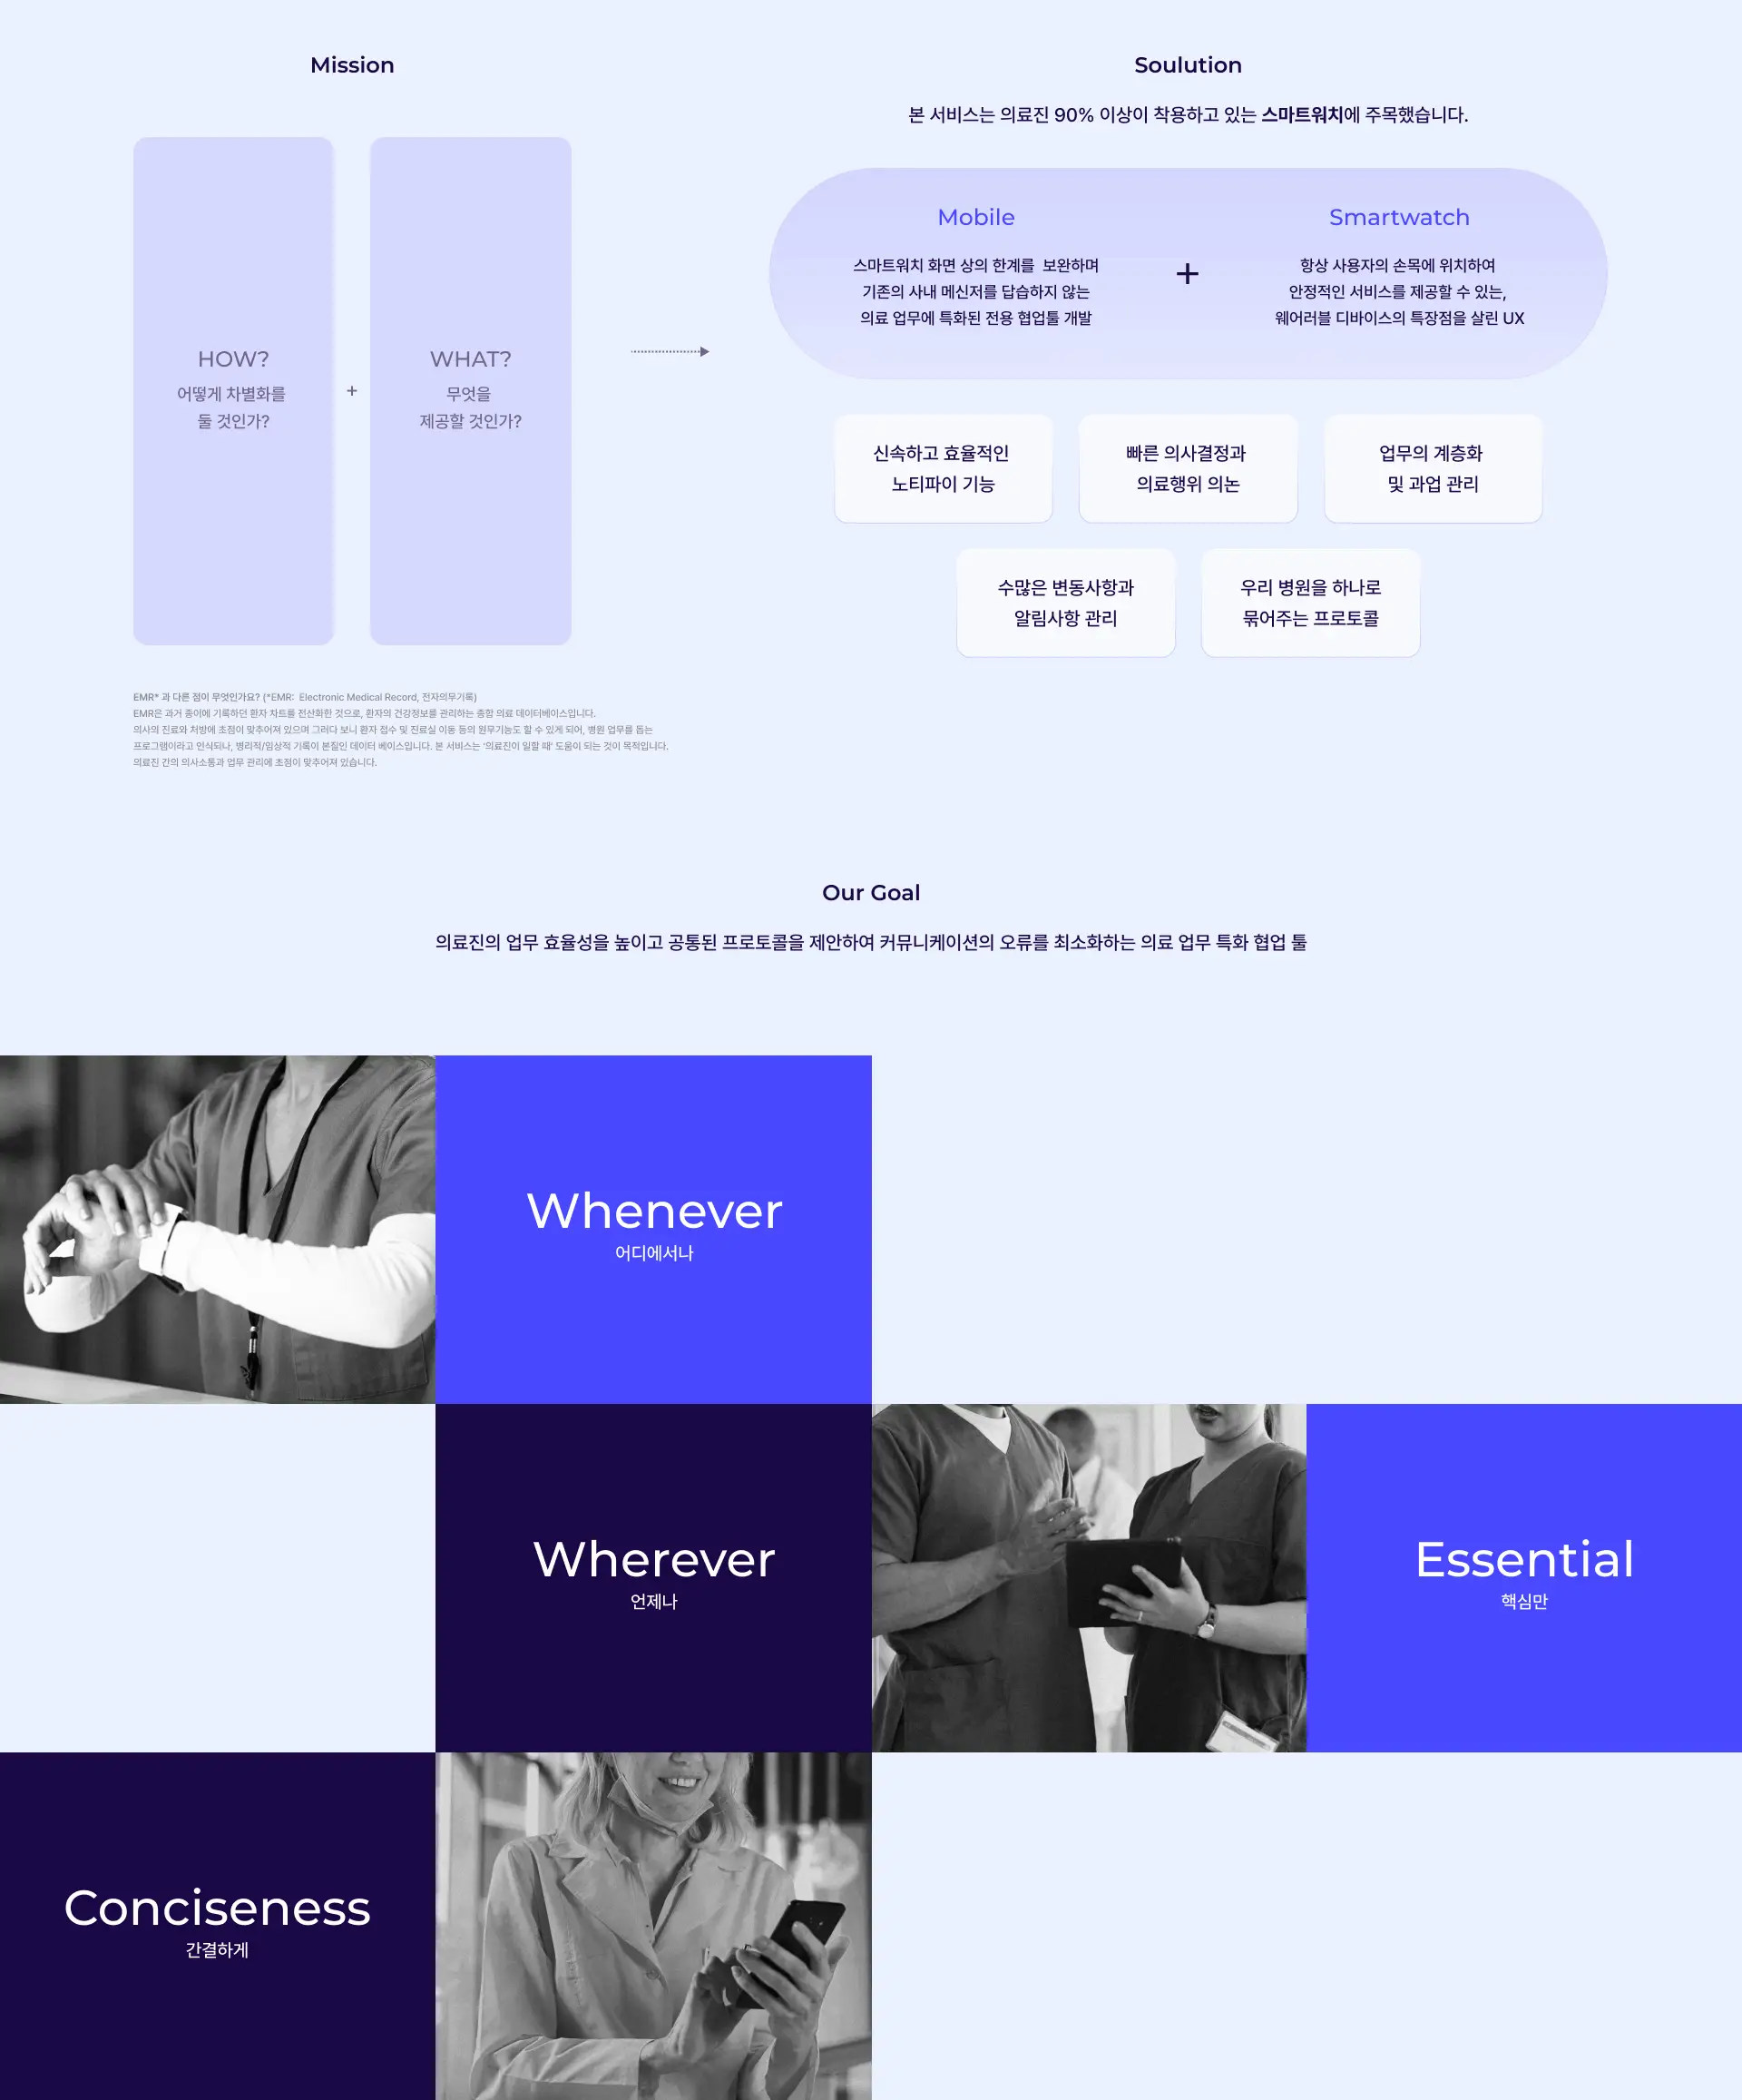 Mission
HOW?
어떻게 차별화를
둘 것인가?
+
WHAT?
무엇을
제공할 것인가?
EMR* 과 다른 점이 무엇인가요? (*EMR: Electronic Medical Record, 전자의무기록)
EMR은 과거 종이에 기록하던 환자 차트를 전산화한 것으로, 환자의 건강정보를 관리하는 종합 의료 데이터베이스입니다.
의사의 진료와 처방에 초점이 맞추어져 있으며 그러다 보니 환자 접수 및 진료실 이동 등의 원무기능도 할 수 있게 되어, 병원 업무를 돕는
프로그램이라고 인식되나, 병리적/임상적 기록이 본질인 데이터 베이스입니다. 본 서비스는 '의료진이 일할 때' 도움이 되는 것이 목적입니다.
의료진 간의 의사소통과 업무 관리에 초점이 맞추어져 있습니다.
Soulution
본 서비스는 의료진 90% 이상이 착용하고 있는 스마트워치에 주목했습니다.
Mobile
스마트워치 화면 상의 한계를 보완하며
기존의 사내 메신저를 답습하지 않는
의료 업무에 특화된 전용 협업툴 개발
+
Smartwatch
항상 사용자의 손목에 위치하여
안정적인 서비스를 제공할 수 있는,
웨어러블 디바이스의 특장점을 살린 UX
신속하고 효율적인
노티파이 기능
빠른 의사결정과
의료행위 의논
업무의 계층화
및 과업 관리
수많은 변동사항과
알림사항 관리
우리 병원을 하나로
묶어주는 프로토콜
Our Goal
의료진의 업무 효율성을 높이고 공통된 프로토콜을 제안하여 커뮤니케이션의 오류를 최소화하는 의료 업무 특화 협업 툴
Whenever
어디에서나
Wherever
언제나
Essential
핵심만
Conciseness
간결하게